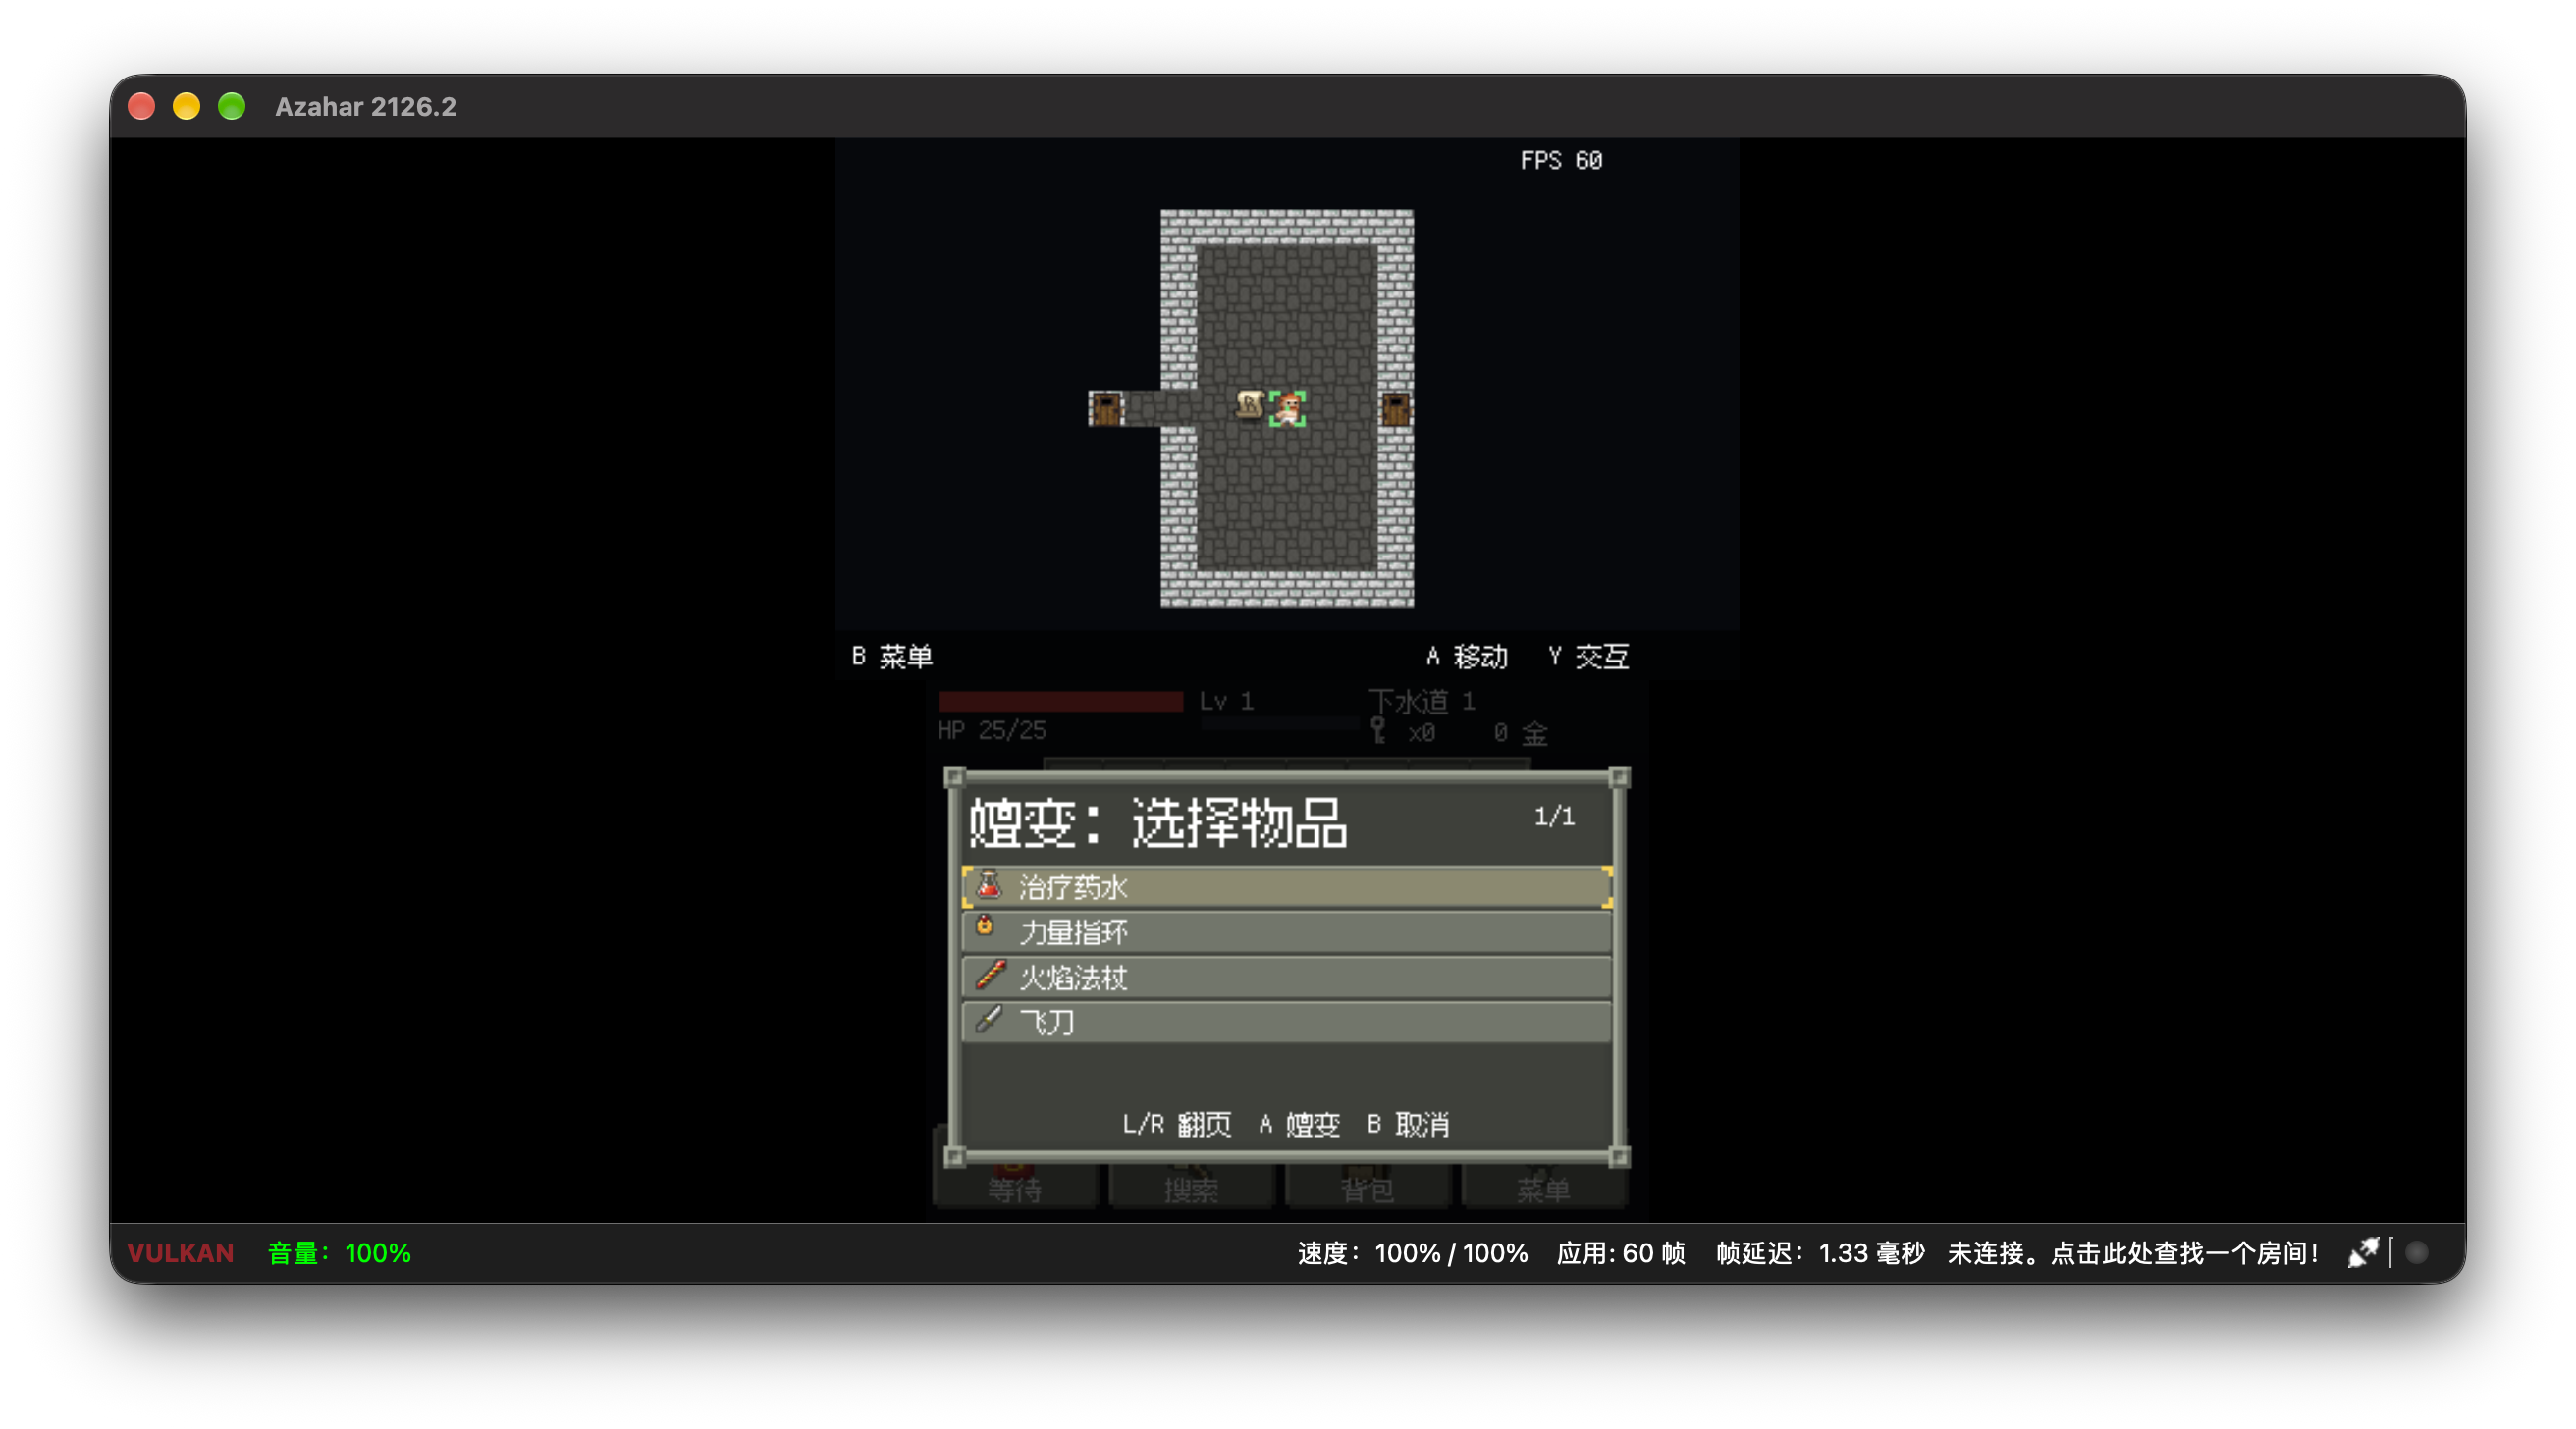 Azahar 2126.2
FPS 60
B 菜单
A 移动 Y 交互
Lv 1 下水道 1
HP 25/25 x0 0 金
嬗变：选择物品 1/1
治疗药水
力量指环
火焰法杖
飞刀
L/R 翻页 A 嬗变 B 取消
等待 搜索 背包 菜单
VULKAN 音量：100% 速度：100% / 100% 应用: 60 帧 帧延迟：1.33 毫秒 未连接。点击此处查找一个房间！